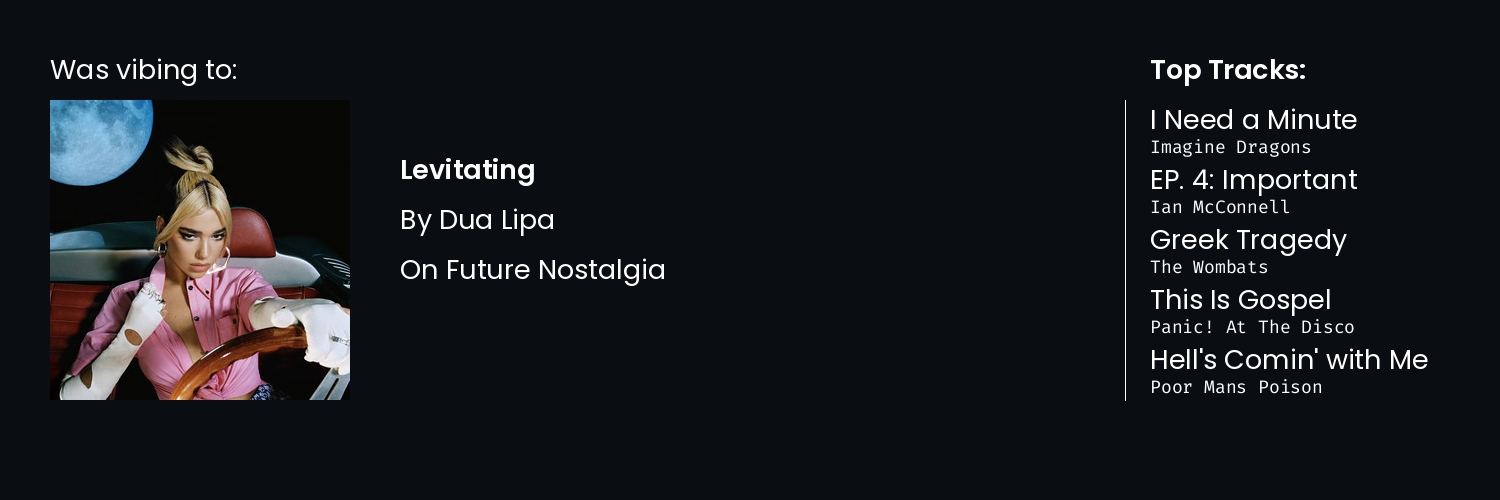 Was vibing to:
Levitating
By Dua Lipa
On Future Nostalgia
Top Tracks:
I Need a Minute
Imagine Dragons
EP. 4: Important
Ian McConnell
Greek Tragedy
The Wombats
This Is Gospel
Panic! At The Disco
Hell's Comin' with Me
Poor Mans Poison